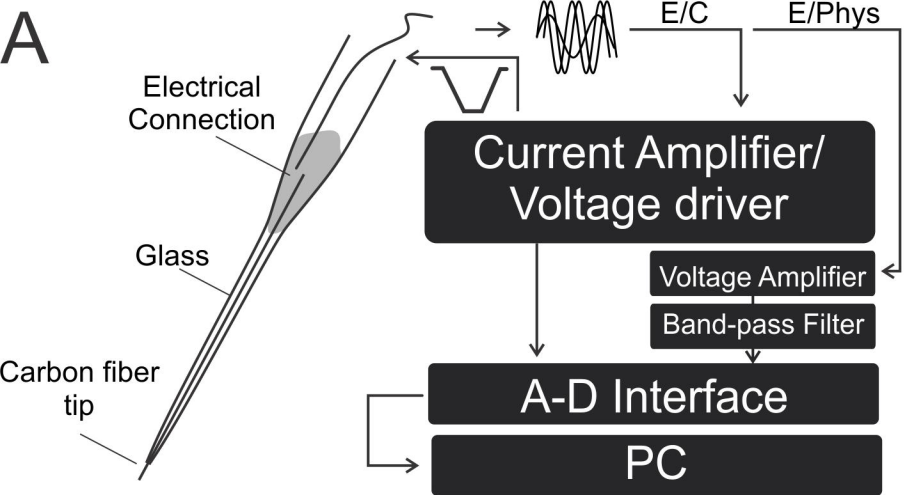 A
E/C
E/Phys
Electrical
Connection
Current Amplifier/
Voltage driver
Glass
Voltage Amplifier
Band-pass Filter
Carbon fiber
tip
A-D Interface
PC